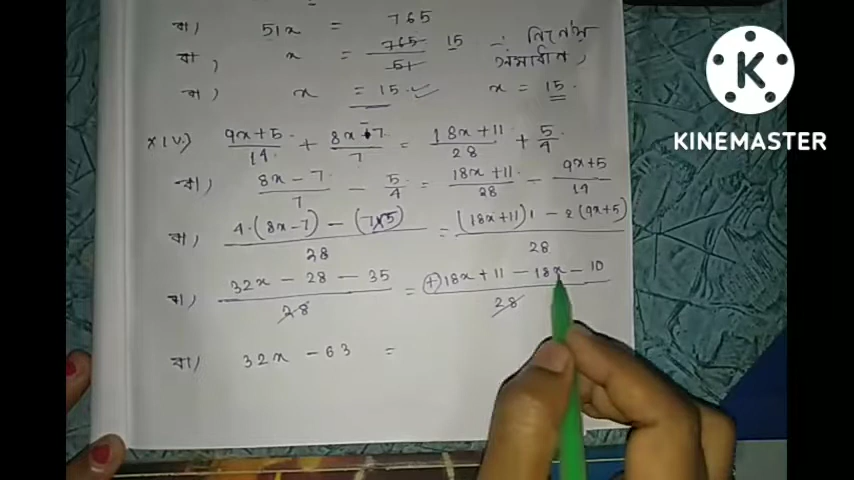 বা) 51x = 765
বা, x = 765 15 / 51 ∴ নির্ণেয় সমাধান,
বা) x = 15. ✓ x = 15.
xiv.) 9x+5/14 + 8x-7/7 = 18x+11/28 + 5/4
বা) 8x - 7/7 - 5/4 = 18x+11/28 - 9x+5/14
বা) 4.(8x-7) - (7x5)/28 = (18x+11)1 - 2(9x+5)/28
বা) 32x - 28 - 35/28 = +18x+11 - 18x - 10/28
বা) 32x - 63 =
K
KINEMASTER